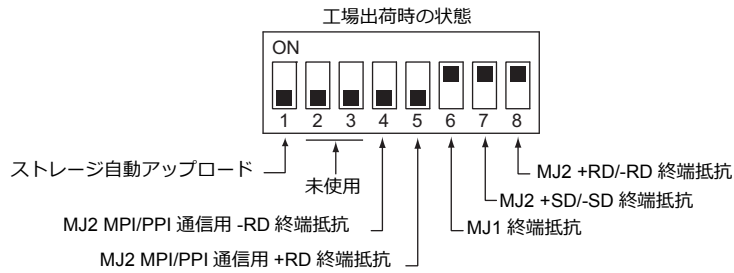 工場出荷時の状態
ON
1 2 3 4 5 6 7 8
ストレージ自動アップロード
未使用
MJ2 MPI/PPI 通信用 -RD 終端抵抗
MJ2 MPI/PPI 通信用 +RD 終端抵抗
MJ2 +RD/-RD 終端抵抗
MJ2 +SD/-SD 終端抵抗
MJ1 終端抵抗